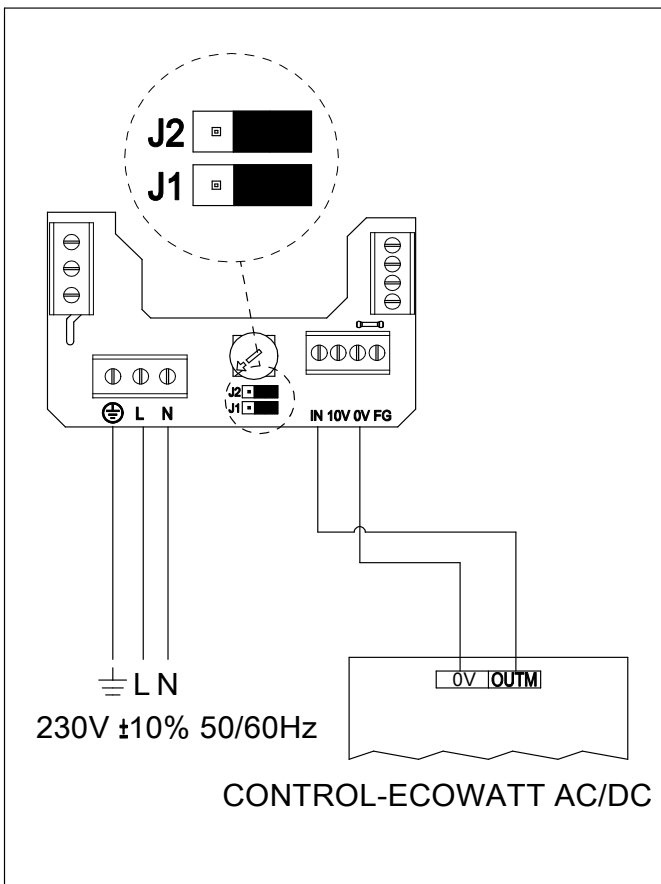 J2
J1
J2
J1
L N
IN 10V 0V FG
L N
0V OUTM
230V ±10% 50/60Hz
CONTROL-ECOWATT AC/DC